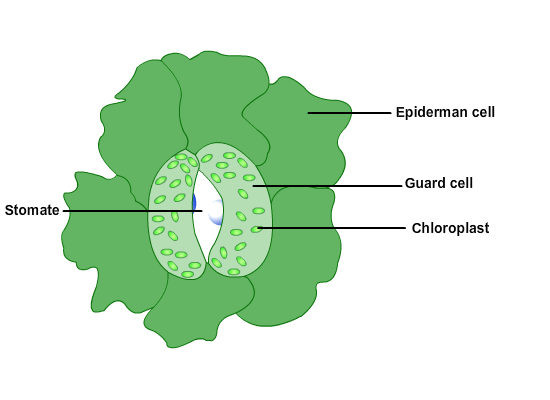 Epiderman cell
Guard cell
Stomate
Chloroplast